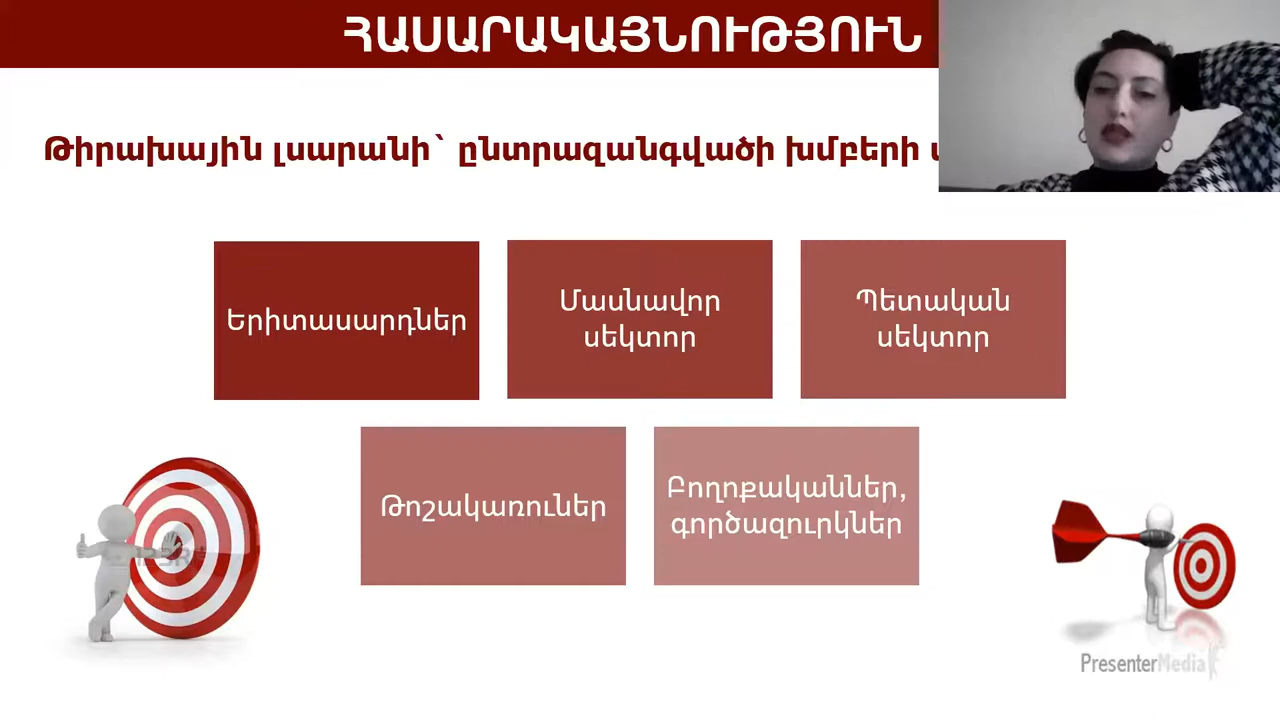 ՀԱՍԱՐԱԿԱՅՆՈՒԹՅՈՒՆ
Թիրախային լսարանի` ընտրազանգվածի խմբերի
Երիտասարդներ
Մասնավոր
սեկտոր
Պետական
սեկտոր
Թոշակառուներ
Բողոքականներ,
գործազուրկներ
PresenterMedia